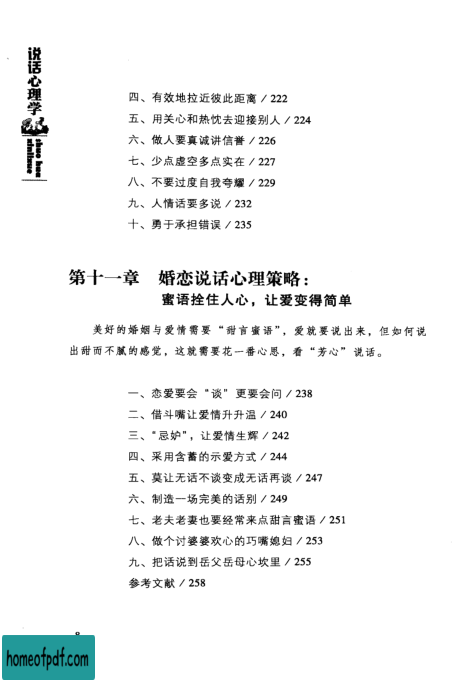 说话心理学
shuo hua
xinlixue
四、有效地拉近彼此距离 / 222
五、用关心和热忱去迎接别人 / 224
六、做人要真诚讲信誉 / 226
七、少点虚空多点实在 / 227
八、不要过度自我夸耀 / 229
九、人情话要多说 / 232
十、勇于承担错误 / 235
第十一章 婚恋说话心理策略：
蜜语拴住人心，让爱变得简单
美好的婚姻与爱情需要“甜言蜜语”，爱就要说出来，但如何说
出甜而不腻的感觉，这就需要花一番心思，看“芳心”说话。
一、恋爱要会“谈”更要会问 / 238
二、借斗嘴让爱情升升温 / 240
三、“忌妒”，让爱情生辉 / 242
四、采用含蓄的示爱方式 / 244
五、莫让无话不谈变成无话再谈 / 247
六、制造一场完美的话别 / 249
七、老夫老妻也要经常来点甜言蜜语 / 251
八、做个讨婆婆欢心的巧嘴媳妇 / 253
九、把话说到岳父岳母心坎里 / 255
参考文献 / 258
homeofpdf.com